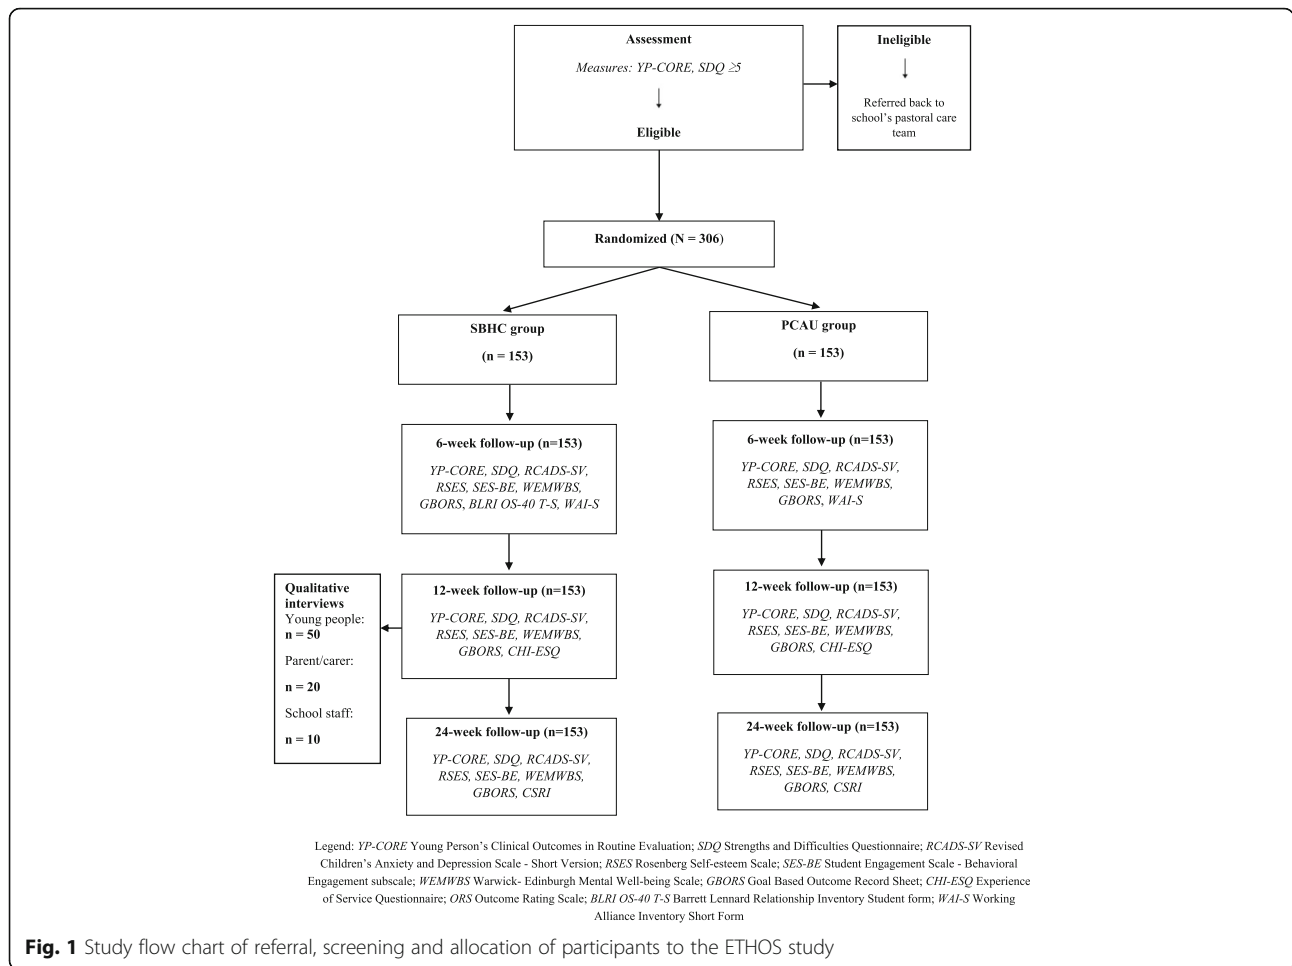 Assessment
Measures: YP-CORE, SDQ ≥5
Eligible
Ineligible
Referred back to
school's pastoral care
team
Randomized (N = 306)
SBHC group
(n = 153)
PCAU group
(n = 153)
6-week follow-up (n=153)
YP-CORE, SDQ, RCADS-SV,
RSES, SES-BE, WEMWBS,
GBORS, BLRI OS-40 T-S, WAI-S
6-week follow-up (n=153)
YP-CORE, SDQ, RCADS-SV,
RSES, SES-BE, WEMWBS,
GBORS, WAI-S
Qualitative
interviews
Young people:
n = 50
Parent/carer:
n = 20
School staff:
n = 10
12-week follow-up (n=153)
YP-CORE, SDQ, RCADS-SV,
RSES, SES-BE, WEMWBS,
GBORS, CHI-ESQ
12-week follow-up (n=153)
YP-CORE, SDQ, RCADS-SV,
RSES, SES-BE, WEMWBS,
GBORS, CHI-ESQ
24-week follow-up (n=153)
YP-CORE, SDQ, RCADS-SV,
RSES, SES-BE, WEMWBS,
GBORS, CSRI
24-week follow-up (n=153)
YP-CORE, SDQ, RCADS-SV,
RSES, SES-BE, WEMWBS,
GBORS, CSRI
Legend: YP-CORE Young Person's Clinical Outcomes in Routine Evaluation; SDQ Strengths and Difficulties Questionnaire; RCADS-SV Revised
Children's Anxiety and Depression Scale - Short Version; RSES Rosenberg Self-esteem Scale; SES-BE Student Engagement Scale - Behavioral
Engagement subscale; WEMWBS Warwick- Edinburgh Mental Well-being Scale; GBORS Goal Based Outcome Record Sheet; CHI-ESQ Experience
of Service Questionnaire; ORS Outcome Rating Scale; BLRI OS-40 T-S Barrett Lennard Relationship Inventory Student form; WAI-S Working
Alliance Inventory Short Form
Fig. 1 Study flow chart of referral, screening and allocation of participants to the ETHOS study